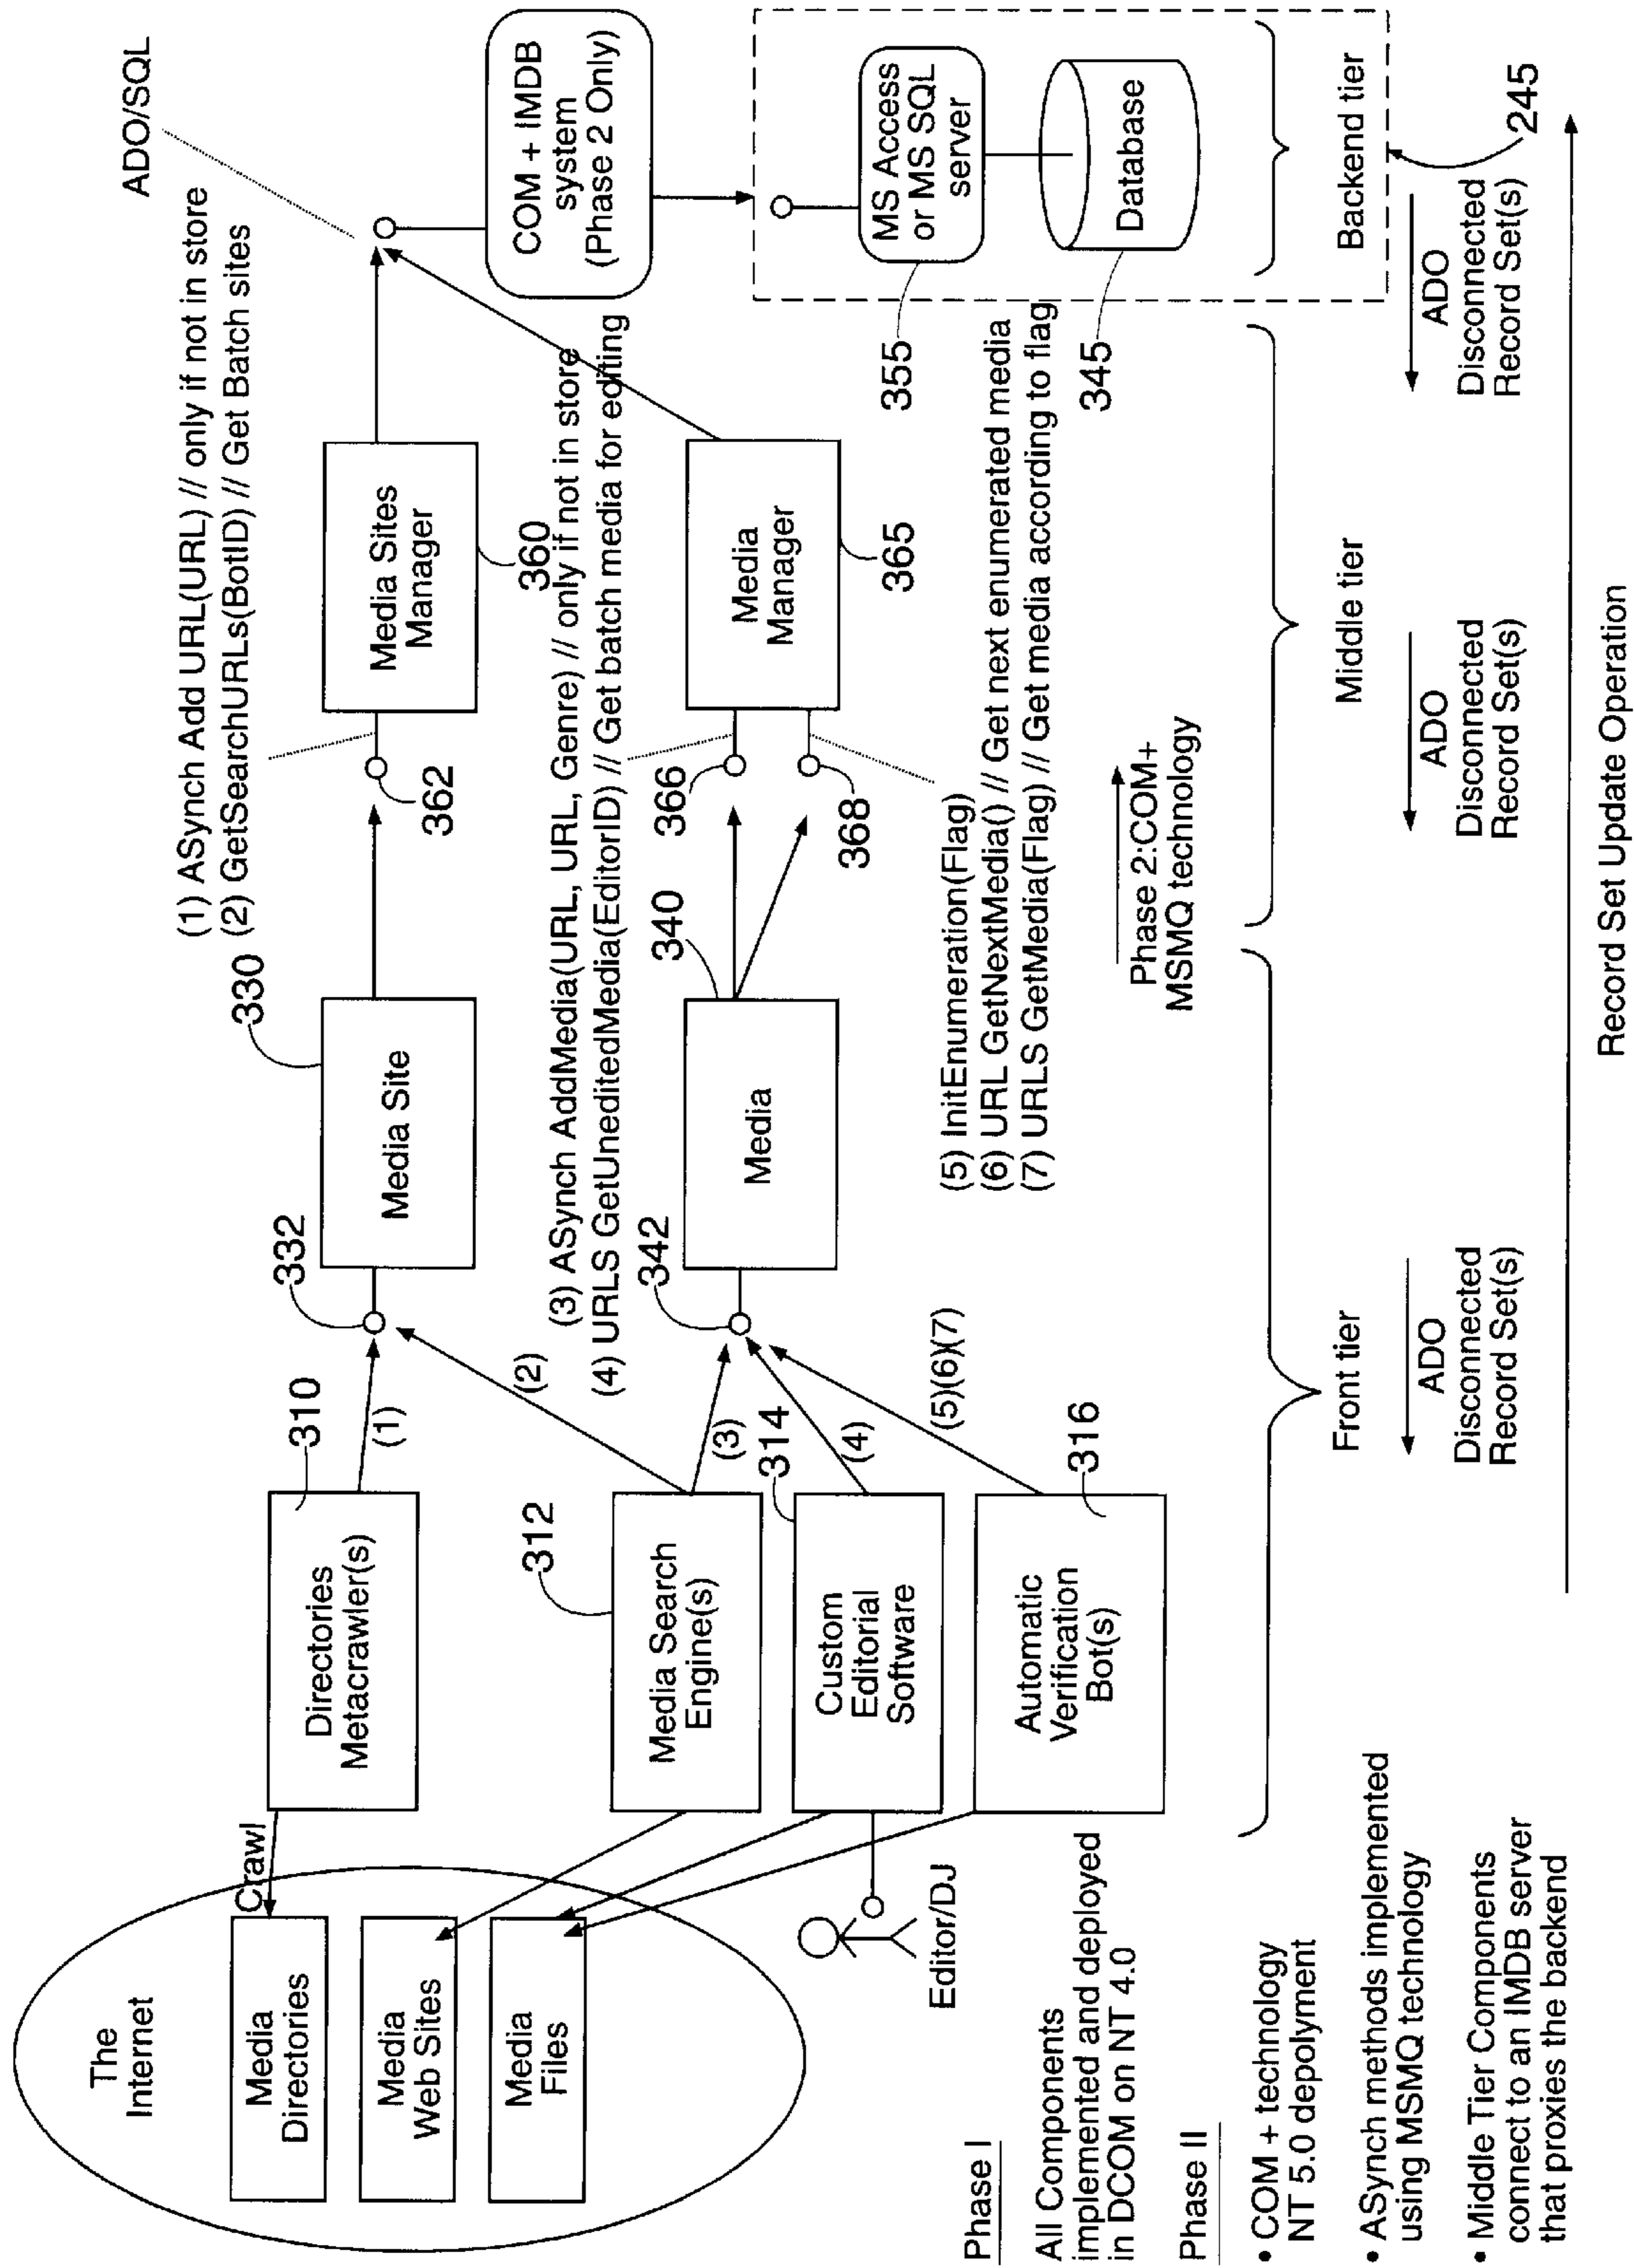 The
Internet
Media
Directories
Media
Web Sites
Media
Files
Crawl
Editor/DJ
Directories
Metacrawler(s)
310
Media Search
Engine(s)
312
Custom
Editorial
Software
314
Automatic
Verification
Bot(s)
316
(1)
(2)
(3)
(4)
(5)(6)(7)
332
Media Site
330
342
Media
340
(1) ASynch Add URL(URL) // only if not in store
(2) GetSearchURLs(BotID) // Get Batch sites
362
Media Sites
Manager
360
(3) ASynch AddMedia(URL, URL, Genre) // only if not in store
(4) URLS GetUneditedMedia(EditorID) // Get batch media for editing
366
368
Media
Manager
365
(5) InitEnumeration(Flag)
(6) URL GetNextMedia() // Get next enumerated media
(7) URLS GetMedia(Flag) // Get media according to flag
Phase 2:COM+
MSMQ technology
ADO/SQL
COM + IMDB
system
(Phase 2 Only)
MS Access
or MS SQL
server
355
Database
345
Backend tier
245
Front tier
Middle tier
ADO
Disconnected
Record Set(s)
ADO
Disconnected
Record Set(s)
ADO
Disconnected
Record Set(s)
Record Set Update Operation
Phase I
All Components
implemented and deployed
in DCOM on NT 4.0
Phase II
• COM + technology
NT 5.0 depolyment
• ASynch methods implemented
using MSMQ technology
• Middle Tier Components
connect to an IMDB server
that proxies the backend